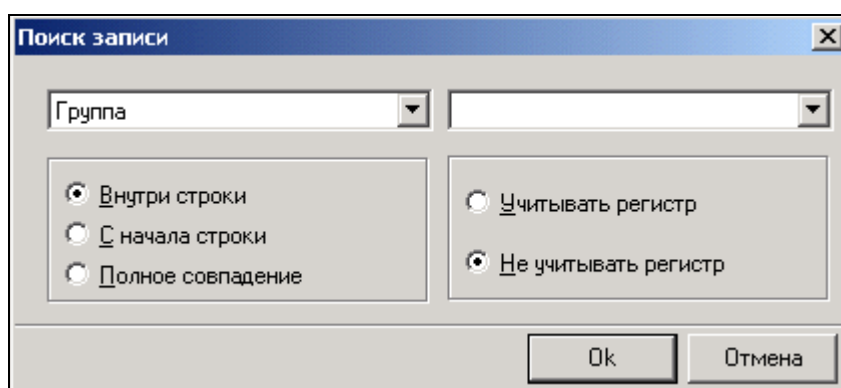 Поиск записи
Группа
Внутри строки
С начала строки
Полное совпадение
Учитывать регистр
Не учитывать регистр
Ok
Отмена